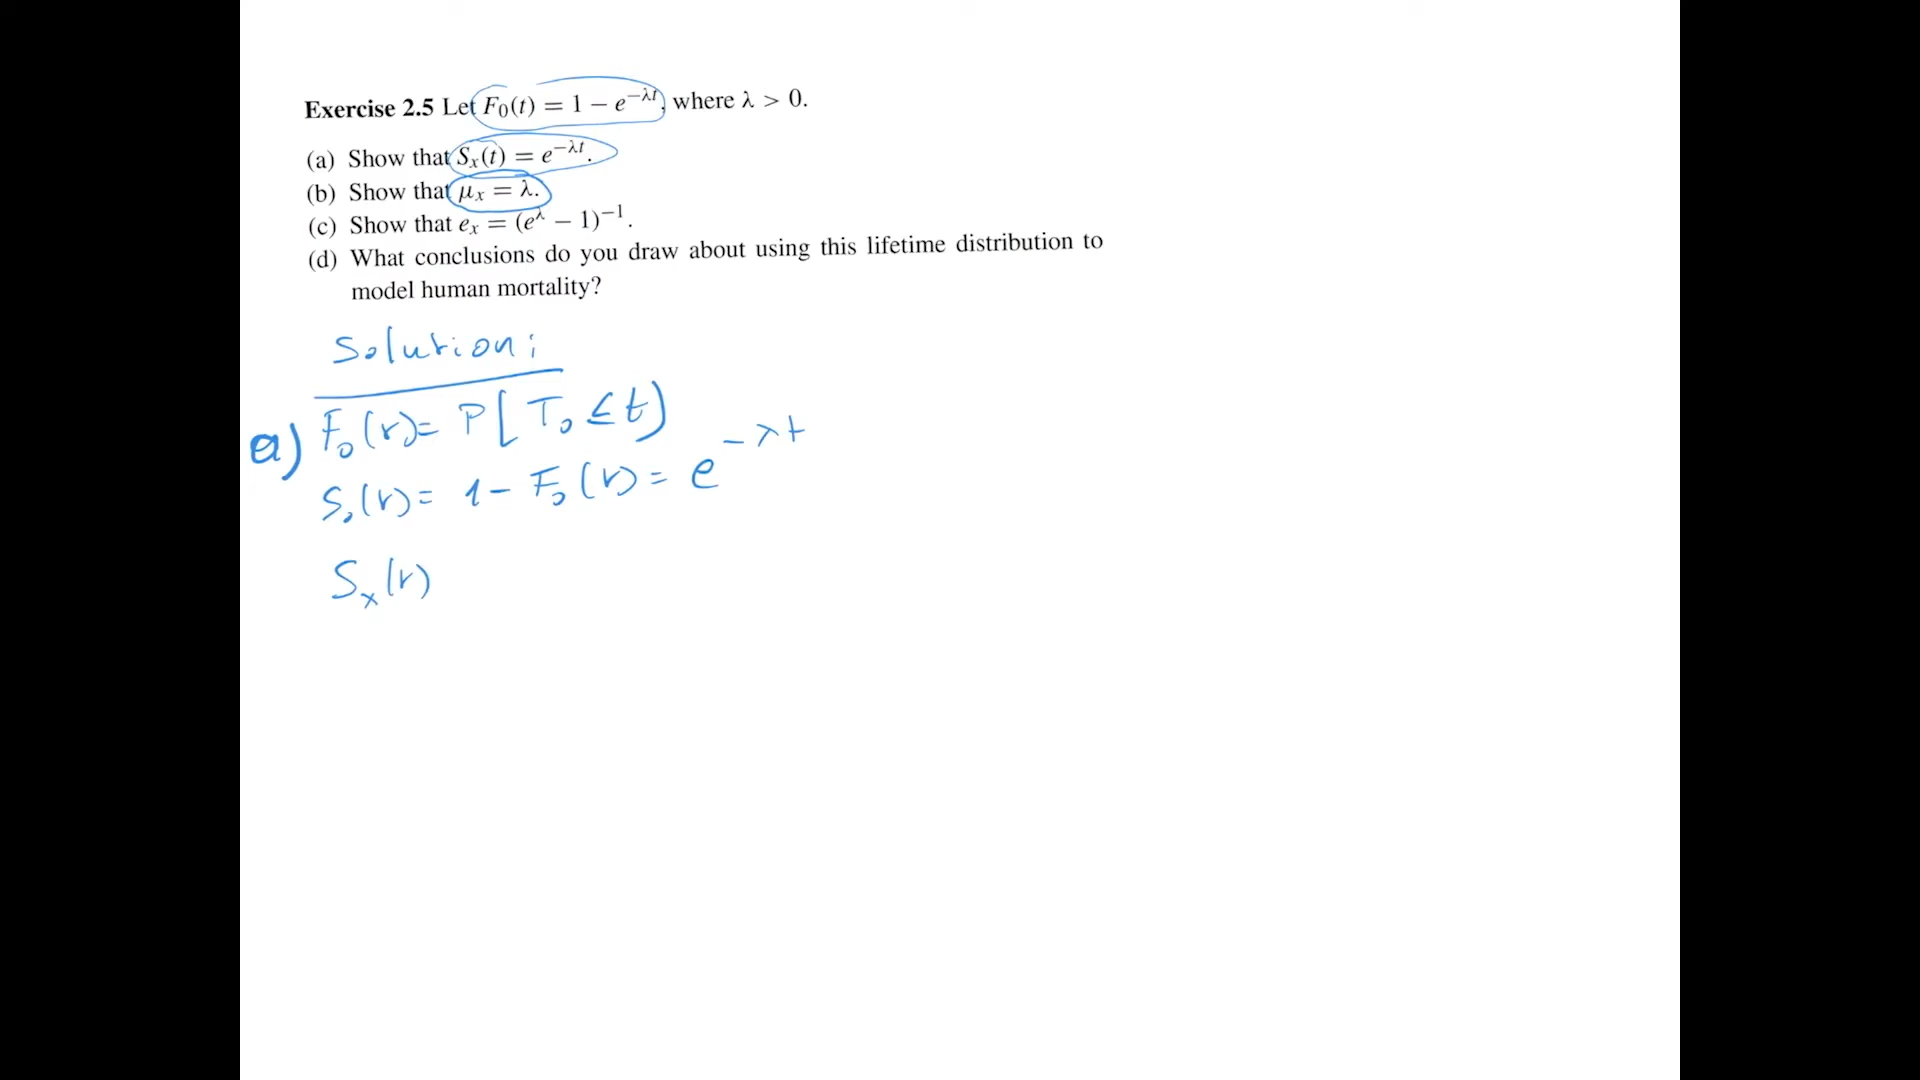 Exercise 2.5 Let F₀(t) = 1 − e^{−λt}, where λ > 0.
(a) Show that Sₓ(t) = e^{−λt}.
(b) Show that μₓ = λ.
(c) Show that eₓ = (e^λ − 1)^{−1}.
(d) What conclusions do you draw about using this lifetime distribution to
model human mortality?
Solution:
a) F₀(t) = P[T₀ ≤ t)
S₀(t) = 1 − F₀(t) = e^{−λt}
Sₓ(t)